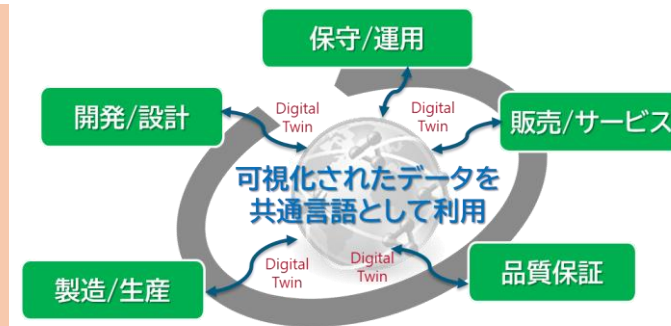 保守/運用
開発/設計
Digital
Twin
Digital
Twin
販売/サービス
可視化されたデータを
共通言語として利用
Digital
Twin
Digital
Twin
製造/生産
品質保証